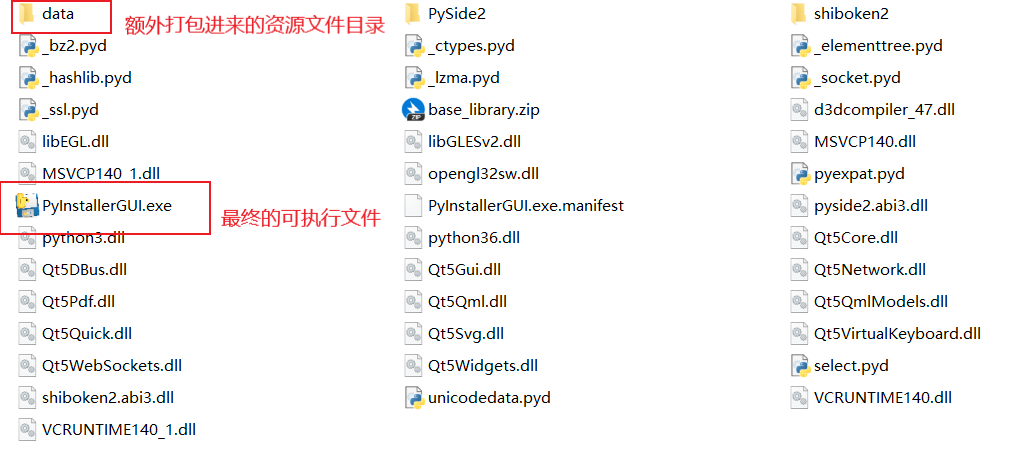 data 额外打包进来的资源文件目录 PySide2 shiboken2
_bz2.pyd _ctypes.pyd _elementtree.pyd
_hashlib.pyd _lzma.pyd _socket.pyd
_ssl.pyd base_library.zip d3dcompiler_47.dll
libEGL.dll libGLESv2.dll MSVCP140.dll
MSVCP140_1.dll opengl32sw.dll pyexpat.pyd
PyInstallerGUI.exe 最终的可执行文件 PyInstallerGUI.exe.manifest pyside2.abi3.dll
python3.dll python36.dll Qt5Core.dll
Qt5DBus.dll Qt5Gui.dll Qt5Network.dll
Qt5Pdf.dll Qt5Qml.dll Qt5QmlModels.dll
Qt5Quick.dll Qt5Svg.dll Qt5VirtualKeyboard.dll
Qt5WebSockets.dll Qt5Widgets.dll select.pyd
shiboken2.abi3.dll unicodedata.pyd VCRUNTIME140.dll
VCRUNTIME140_1.dll